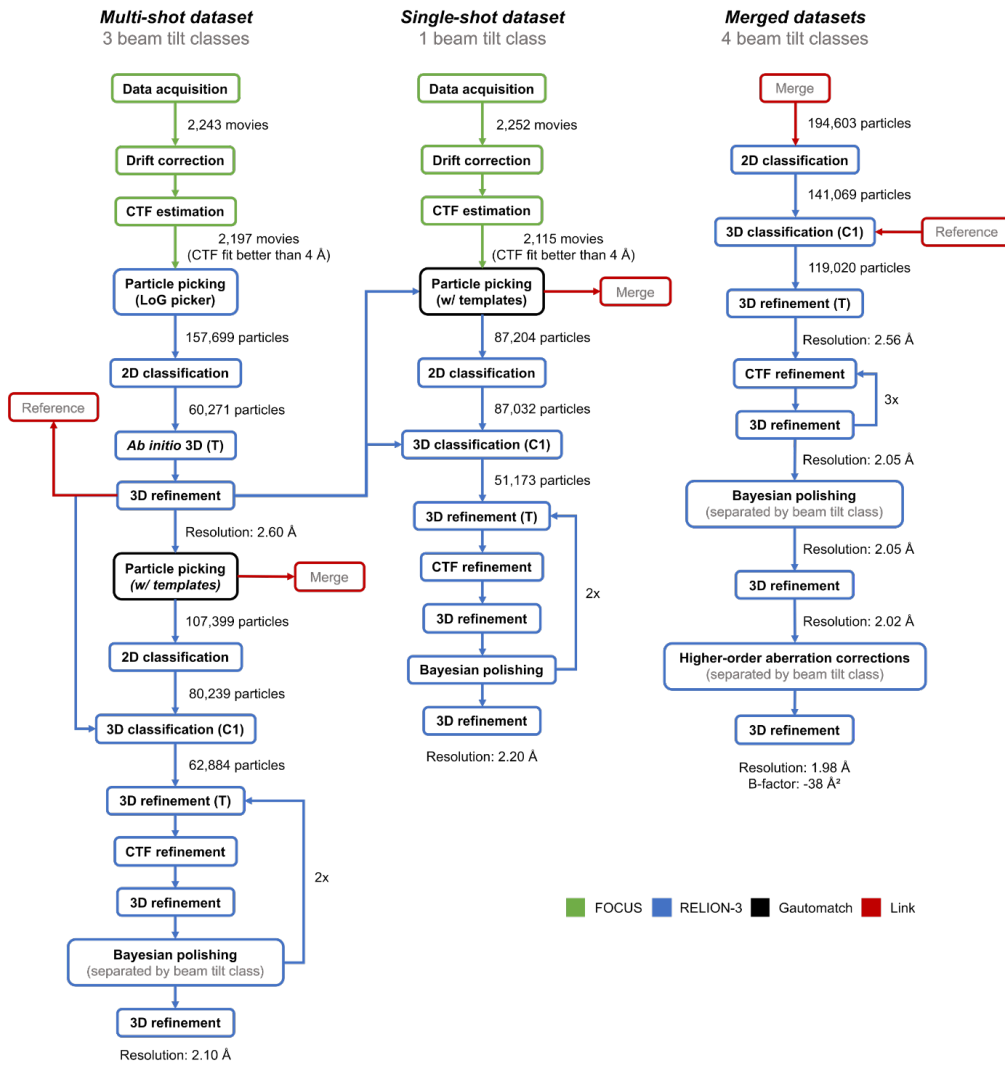 Multi-shot dataset
3 beam tilt classes
Data acquisition
2,243 movies
Drift correction
CTF estimation
2,197 movies
(CTF fit better than 4 Å)
Particle picking
(LoG picker)
157,699 particles
2D classification
60,271 particles
Reference
Ab initio 3D (T)
3D refinement
Resolution: 2.60 Å
Particle picking
(w/ templates)
Merge
107,399 particles
2D classification
80,239 particles
3D classification (C1)
62,884 particles
3D refinement (T)
CTF refinement
2x
3D refinement
Bayesian polishing
(separated by beam tilt class)
3D refinement
Resolution: 2.10 Å
Single-shot dataset
1 beam tilt class
Data acquisition
2,252 movies
Drift correction
CTF estimation
2,115 movies
(CTF fit better than 4 Å)
Particle picking
(w/ templates)
Merge
87,204 particles
2D classification
87,032 particles
3D classification (C1)
51,173 particles
3D refinement (T)
CTF refinement
2x
3D refinement
Bayesian polishing
3D refinement
Resolution: 2.20 Å
Merged datasets
4 beam tilt classes
Merge
194,603 particles
2D classification
141,069 particles
3D classification (C1)
Reference
119,020 particles
3D refinement (T)
Resolution: 2.56 Å
CTF refinement
3x
3D refinement
Resolution: 2.05 Å
Bayesian polishing
(separated by beam tilt class)
Resolution: 2.05 Å
3D refinement
Resolution: 2.02 Å
Higher-order aberration corrections
(separated by beam tilt class)
3D refinement
Resolution: 1.98 Å
B-factor: -38 Å²
FOCUS
RELION-3
Gautomatch
Link